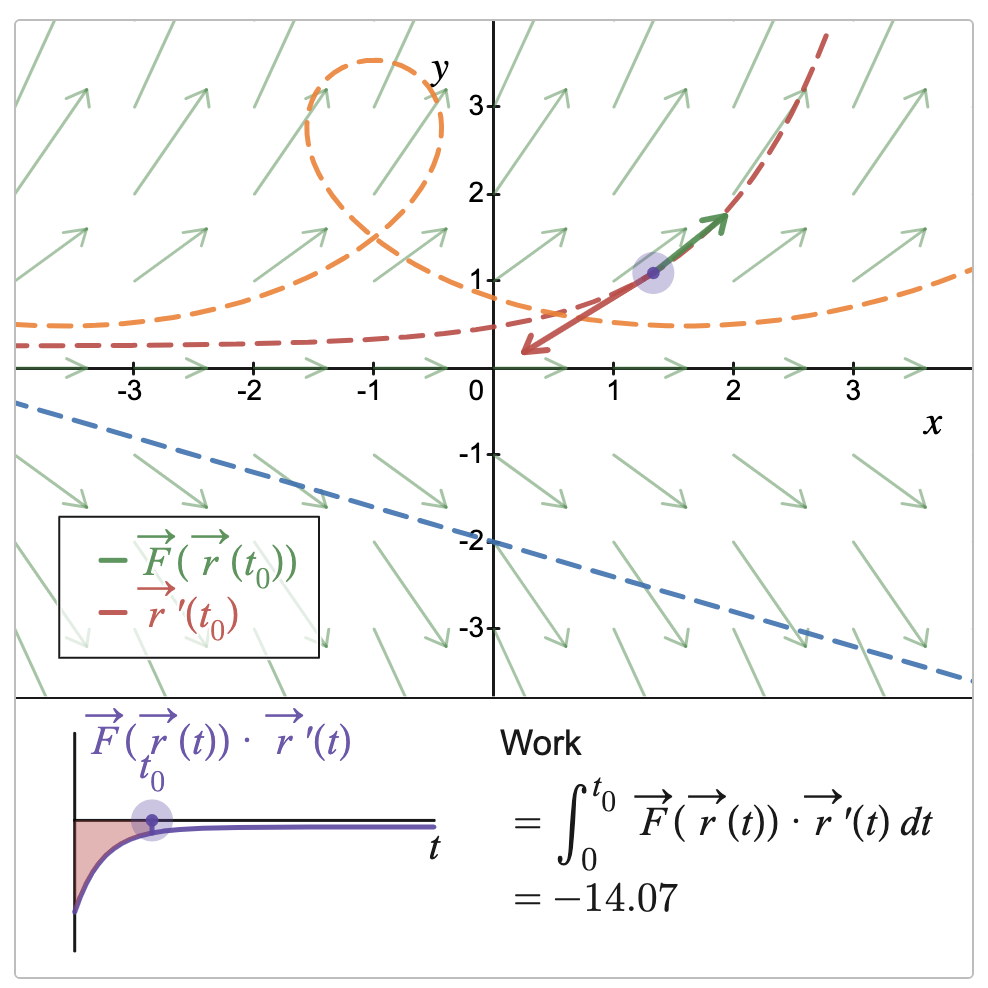 y
3
2
1
-3 -2 -1 0 1 2 3
x
-1
-2
-3
F⃗(r⃗(t₀))
r⃗′(t₀)
F⃗(r⃗(t)) · r⃗′(t)
t₀
t
Work
= ∫₀^t₀ F⃗(r⃗(t)) · r⃗′(t) dt
= −14.07